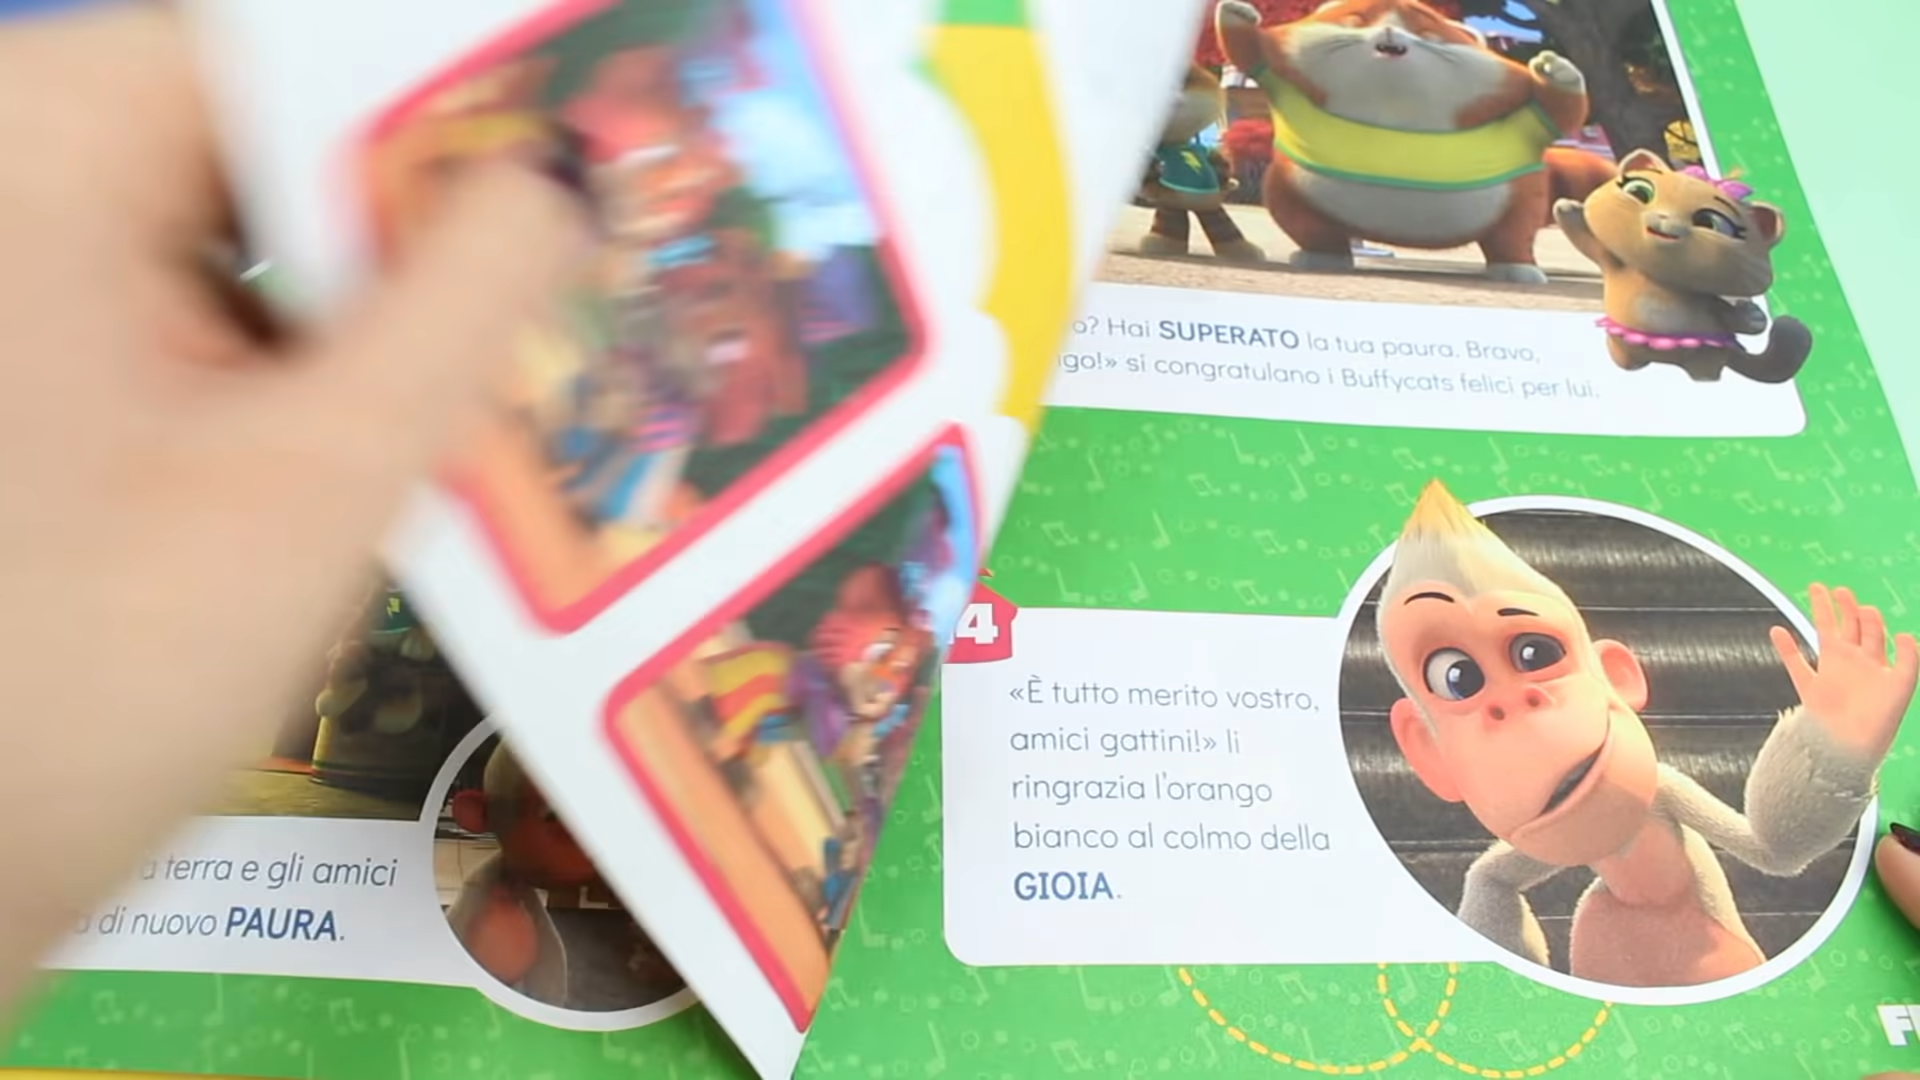 o? Hai SUPERATO la tua paura. Bravo,
go!» si congratulano i Buffycats felici per lui.
14
«È tutto merito vostro,
amici gattini!» li
ringrazia l'orango
bianco al colmo della
GIOIA.
a terra e gli amici
di nuovo PAURA.